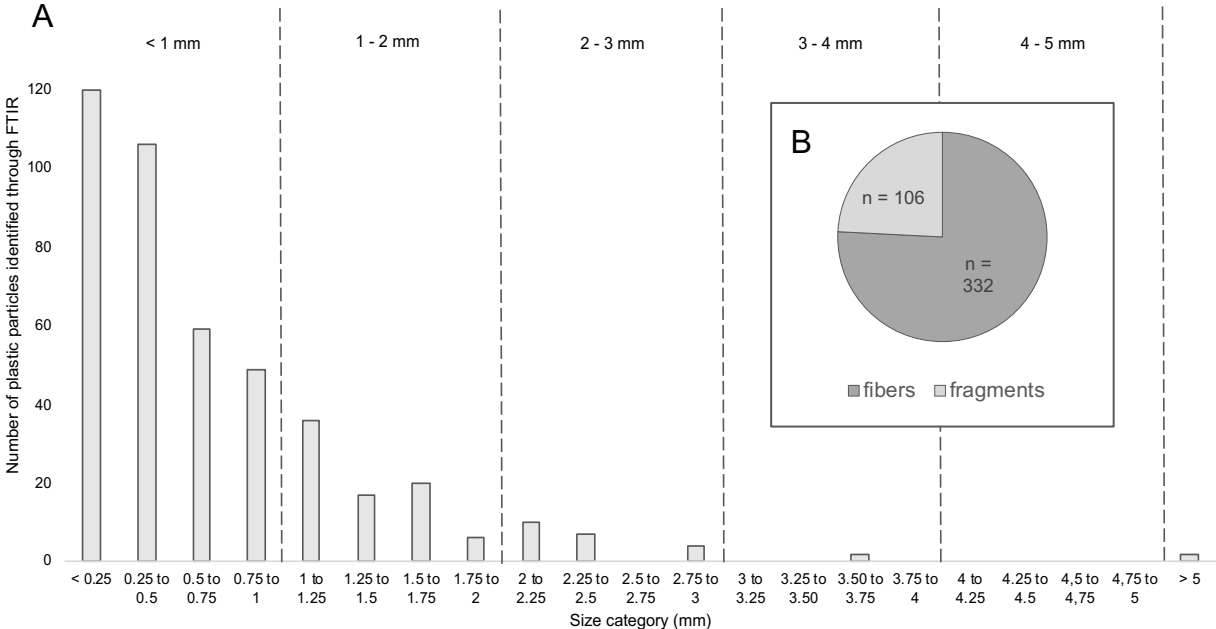 A
< 1 mm
1 - 2 mm
2 - 3 mm
3 - 4 mm
4 - 5 mm
Number of plastic particles identified through FTIR
120
100
80
60
40
20
0
B
n = 106
n =
332
fibers
fragments
< 0.25
0.25 to
0.5
0.5 to
0.75
0.75 to
1
1 to
1.25
1.25 to
1.5
1.5 to
1.75
1.75 to
2
2 to
2.25
2.25 to
2.5
2.5 to
2.75
2.75 to
3
3 to
3.25
3.25 to
3.50
3.50 to
3.75
3.75 to
4
4 to
4.25
4.25 to
4.5
4,5 to
4,75
4,75 to
5
> 5
Size category (mm)